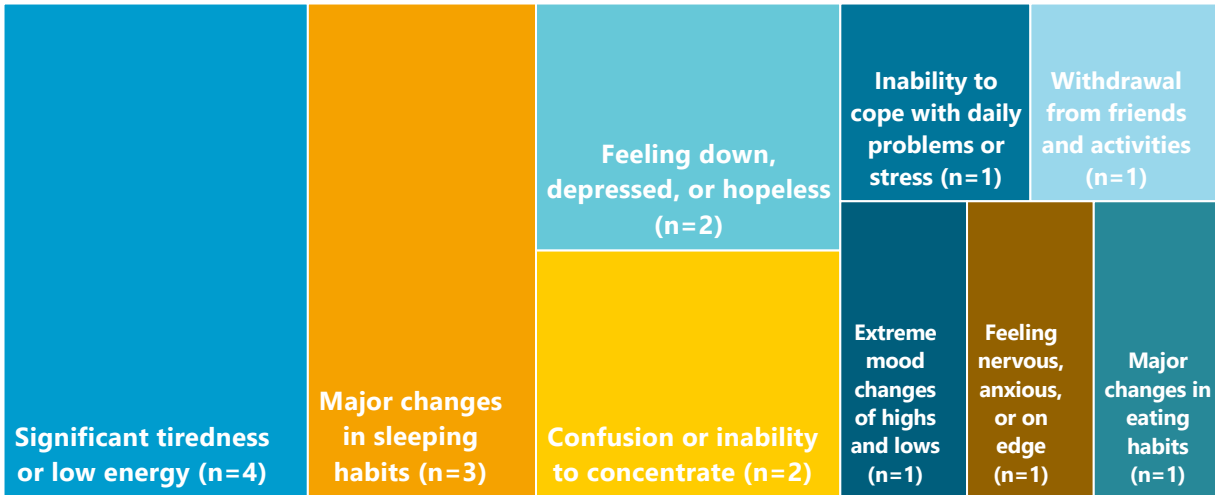 Significant tiredness
or low energy (n=4)
Major changes
in sleeping
habits (n=3)
Feeling down,
depressed, or hopeless
(n=2)
Confusion or inability
to concentrate (n=2)
Inability to
cope with daily
problems or
stress (n=1)
Withdrawal
from friends
and activities
(n=1)
Extreme
mood
changes
of highs
and lows
(n=1)
Feeling
nervous,
anxious,
or on
edge
(n=1)
Major
changes in
eating
habits
(n=1)